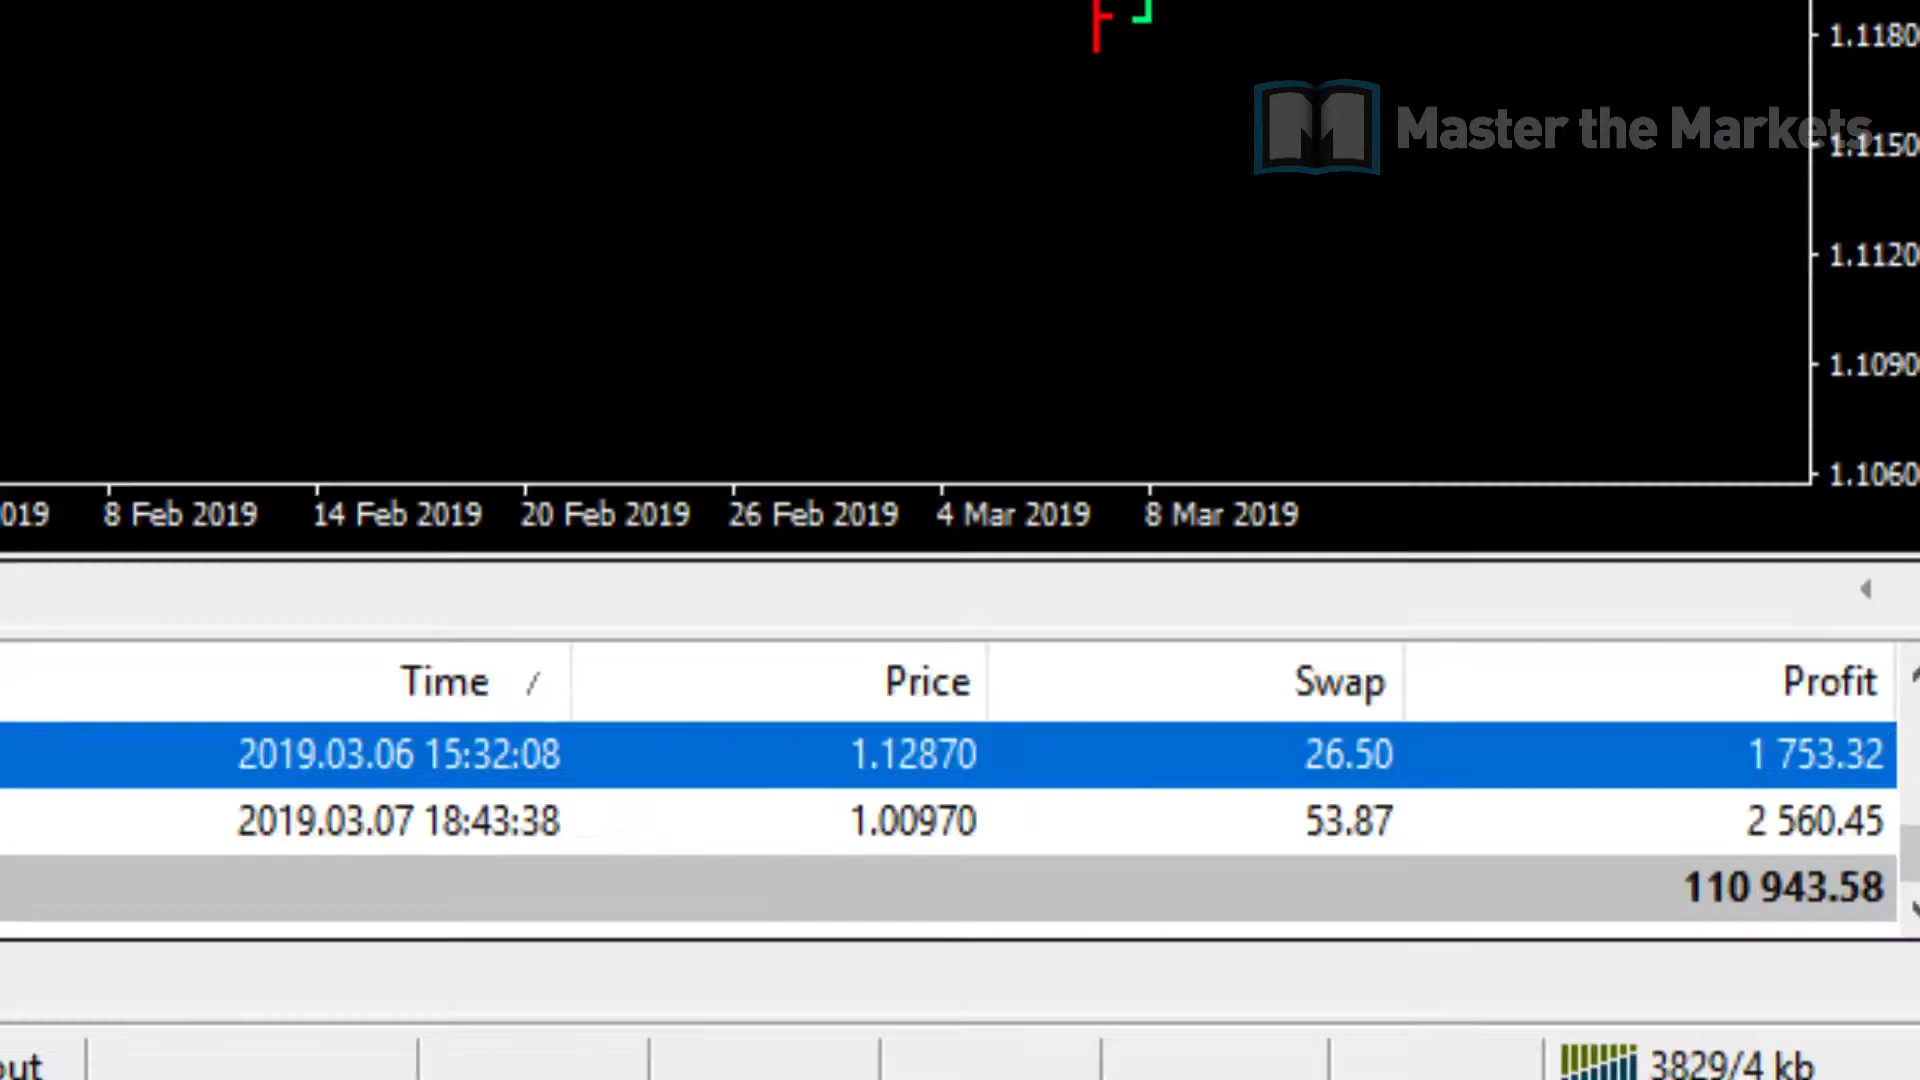 1.1180
Master the Markets
1.1150
1.1120
1.1090
1.1060
019 8 Feb 2019 14 Feb 2019 20 Feb 2019 26 Feb 2019 4 Mar 2019 8 Mar 2019
Time / Price Swap Profit
2019.03.06 15:32:08 1.12870 26.50 1 753.32
2019.03.07 18:43:38 1.00970 53.87 2 560.45
110 943.58
out 3829/4 kb